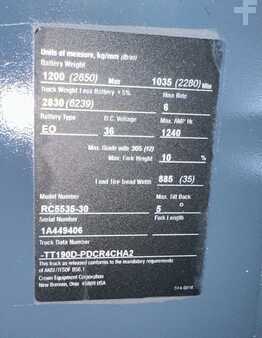 Units of measure, kg/mm (lb/in)
Battery Weight
1200 (2650) Max 1035 (2280) Min
Truck Weight Less Battery ± 5% Max Rate
2830 (6239) 6
Battery Type D.C. Voltage Max. AMP Hr.
EO 36 1240
Max. Grade with 305 (12)
Max. Fork Height 10 %
Load Tire Tread Width 885 (35)
Model Number Max. Tilt Back
RC5535-30 5 °
Serial Number Fork Length
1A449406
Truck Data Number
-TT190D-PDCR4CHA2
This truck as released conforms to the mandatory requirements
of ANSI/ITSDF B56.1.
Crown Equipment Corporation
New Bremen, Ohio 45869 USA